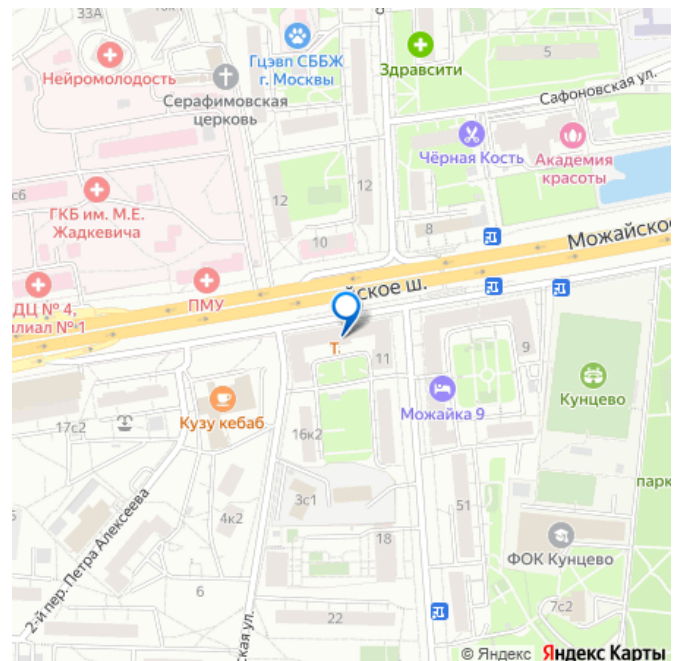 33А
Нейромолодость
Гцэвп СББЖ
г. Москвы
Здравсити
5
Серафимовская
церковь
Сафоновская ул.
Чёрная Кость
Академия
красоты
с6
12
12
ГКБ им. М.Е.
Жадкевича
8
10
Можайское
ДЦ № 4,
ПМУ
йское ш.
илиал № 1
Т.
11
9
Кузу кебаб
Можайка 9
Кунцево
17с2
16к2
парк
3с1
51
4к2
18
ФОК Кунцево
2-й пер. Петра Алексеева
6
22
7с2
ская ул.
© Яндекс Яндекс Карты